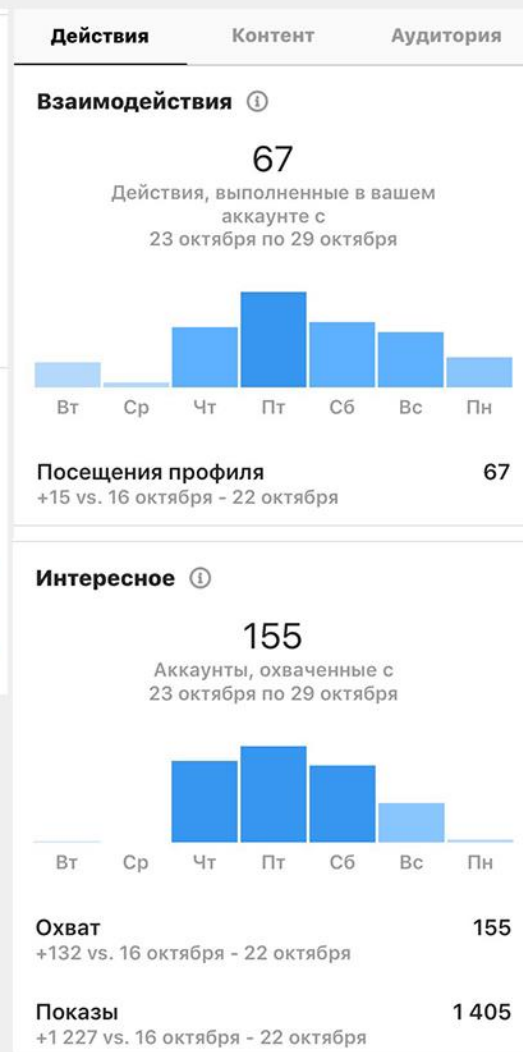 Действия Контент Аудитория
Взаимодействия
67
Действия, выполненные в вашем
аккаунте с
23 октября по 29 октября
Вт Ср Чт Пт Сб Вс Пн
Посещения профиля 67
+15 vs. 16 октября - 22 октября
Интересное
155
Аккаунты, охваченные с
23 октября по 29 октября
Вт Ср Чт Пт Сб Вс Пн
Охват 155
+132 vs. 16 октября - 22 октября
Показы 1 405
+1 227 vs. 16 октября - 22 октября